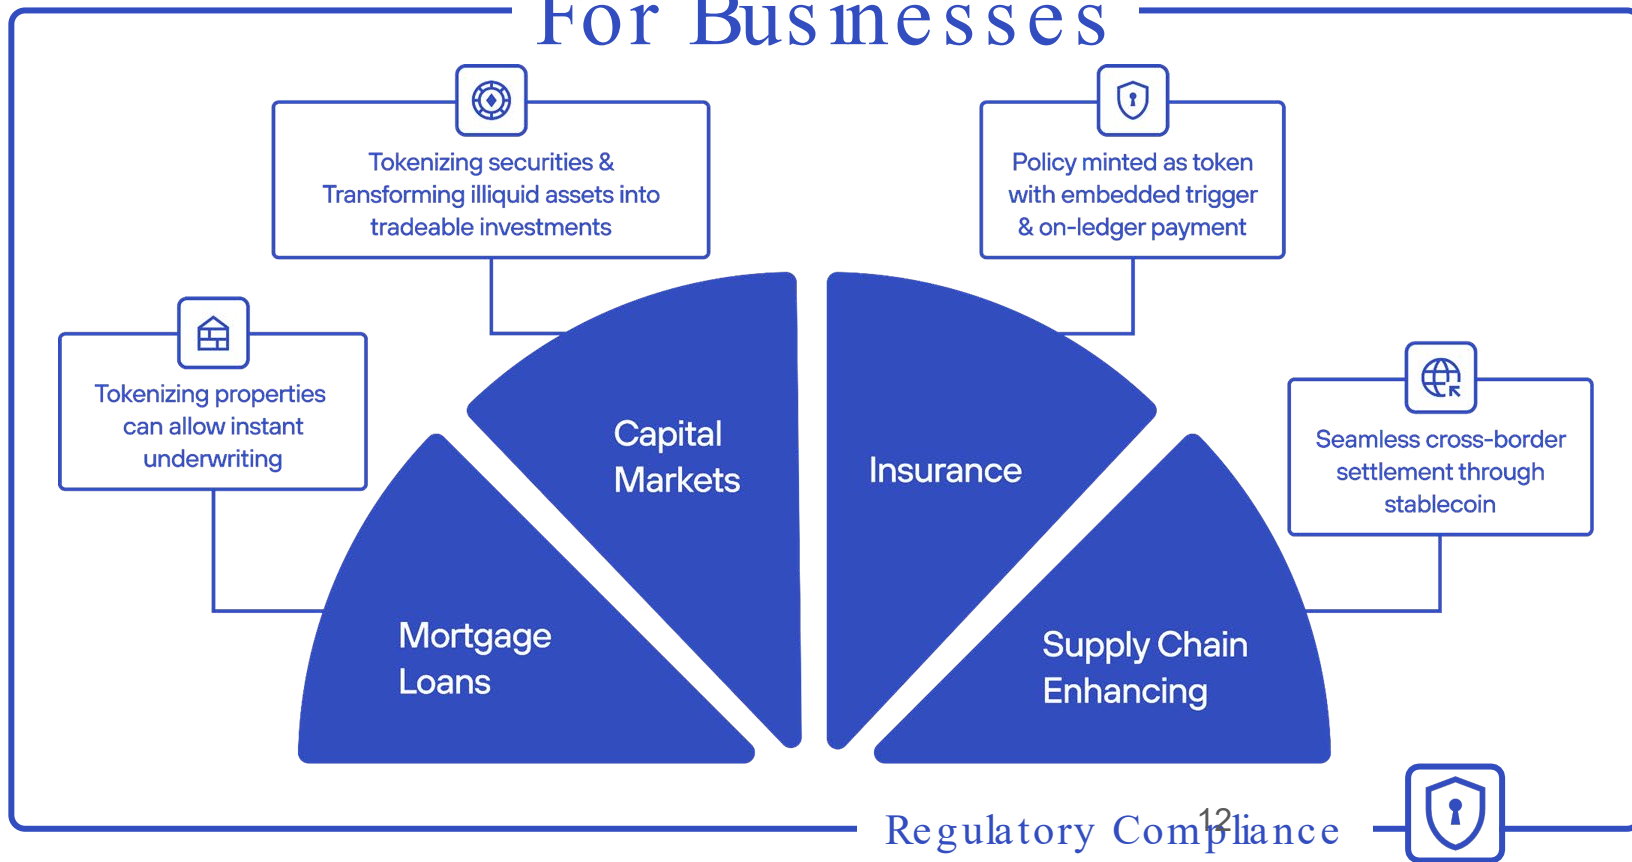 For Businesses
Tokenizing securities &
Transforming illiquid assets into
tradeable investments
Policy minted as token
with embedded trigger
& on-ledger payment
Tokenizing properties
can allow instant
underwriting
Seamless cross-border
settlement through
stablecoin
Capital
Markets
Insurance
Mortgage
Loans
Supply Chain
Enhancing
Regulatory Compliance
12